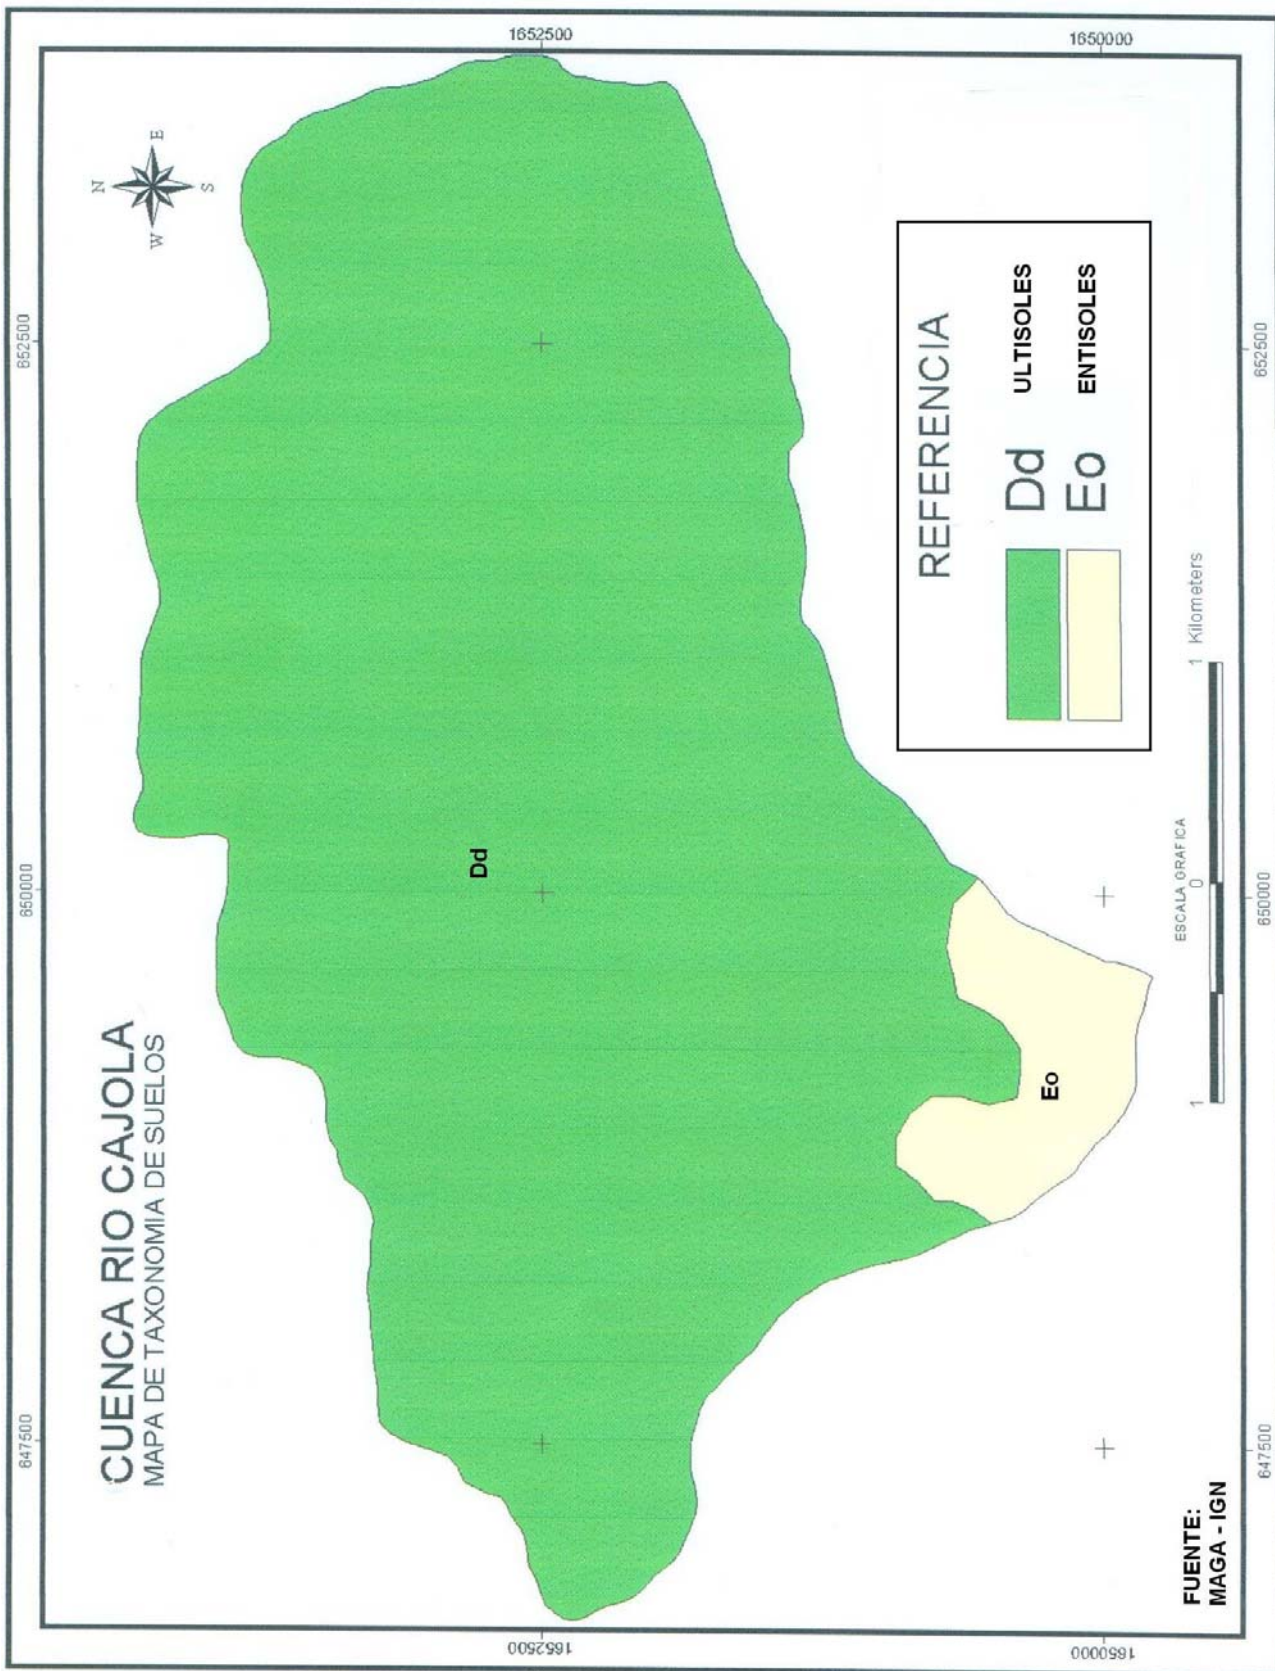 CUENCA RIO CAJOLA
MAPA DE TAXONOMIA DE SUELOS
647500
650000
652500
N
W
E
S
1652500
1650000
1652500
1650000
Dd
Eo
REFERENCIA
Dd ULTISOLES
Eo ENTISOLES
ESCALA GRAFICA
1 0 1 Kilometers
FUENTE:
MAGA - IGN
647500
650000
652500